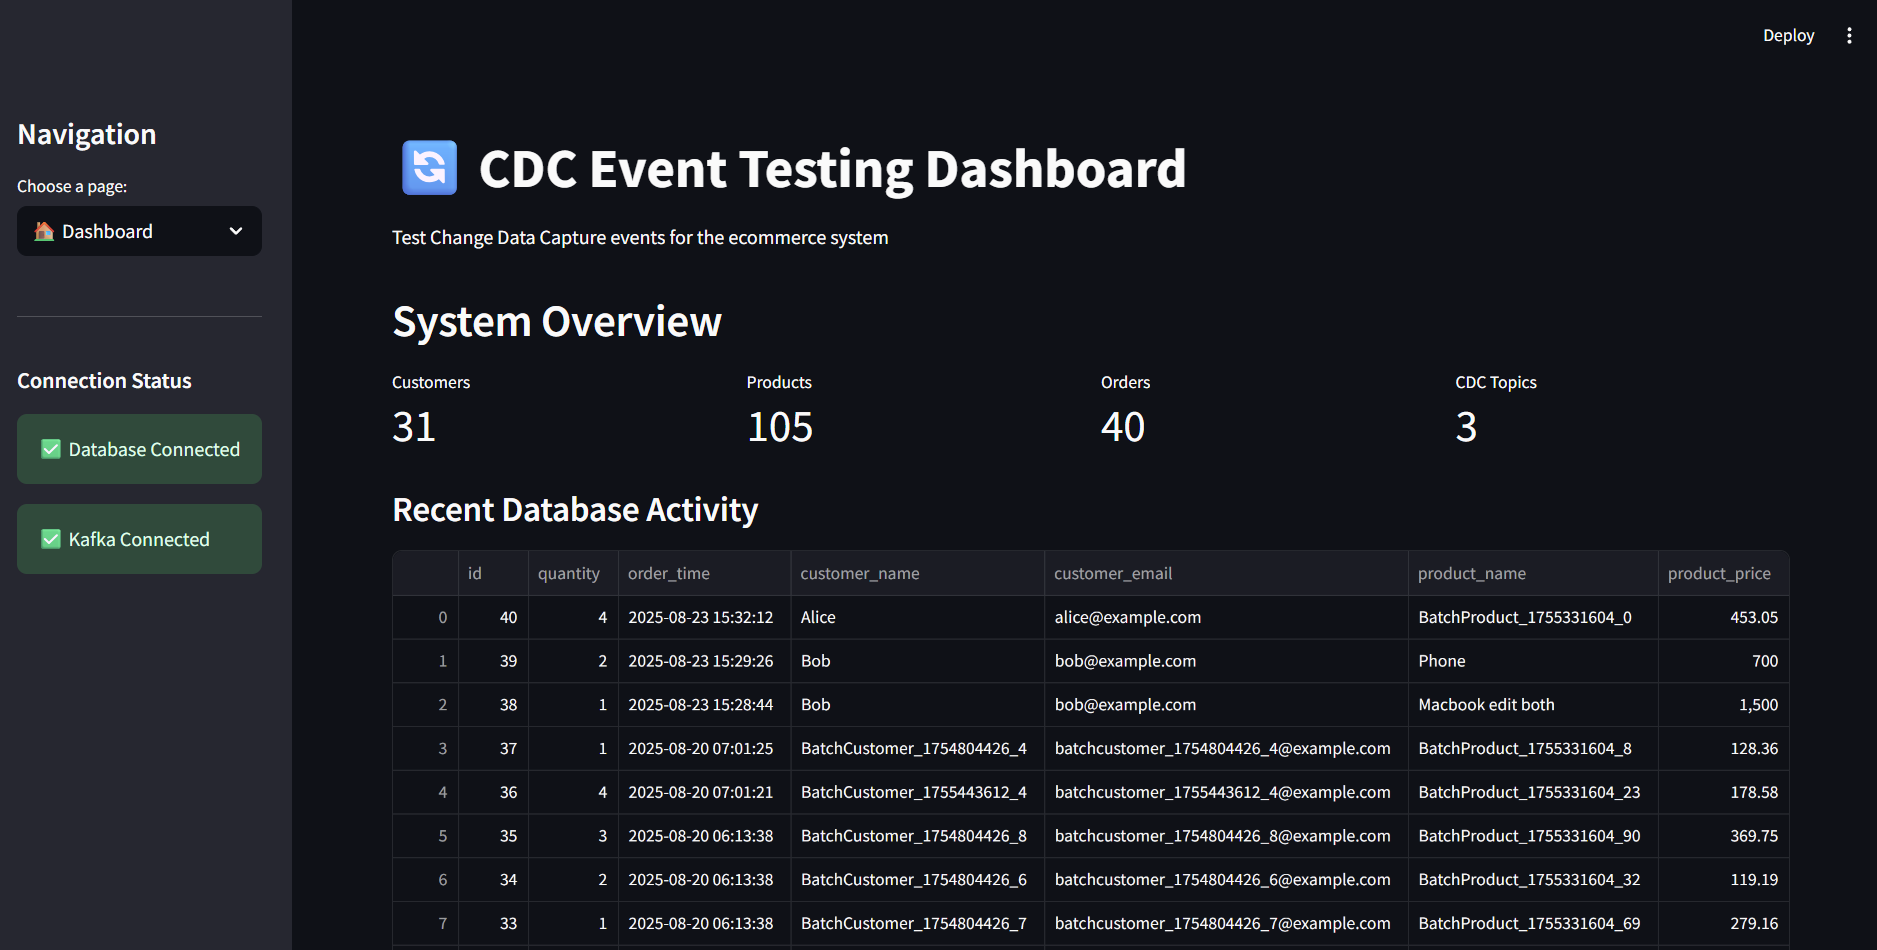 Deploy
Navigation
Choose a page:
Dashboard
Connection Status
Database Connected
Kafka Connected
CDC Event Testing Dashboard
Test Change Data Capture events for the ecommerce system
System Overview
Customers Products Orders CDC Topics
31 105 40 3
Recent Database Activity
id quantity order_time customer_name customer_email product_name product_price
0 40 4 2025-08-23 15:32:12 Alice alice@example.com BatchProduct_1755331604_0 453.05
1 39 2 2025-08-23 15:29:26 Bob bob@example.com Phone 700
2 38 1 2025-08-23 15:28:44 Bob bob@example.com Macbook edit both 1,500
3 37 1 2025-08-20 07:01:25 BatchCustomer_1754804426_4 batchcustomer_1754804426_4@example.com BatchProduct_1755331604_8 128.36
4 36 4 2025-08-20 07:01:21 BatchCustomer_1755443612_4 batchcustomer_1755443612_4@example.com BatchProduct_1755331604_23 178.58
5 35 3 2025-08-20 06:13:38 BatchCustomer_1754804426_8 batchcustomer_1754804426_8@example.com BatchProduct_1755331604_90 369.75
6 34 2 2025-08-20 06:13:38 BatchCustomer_1754804426_6 batchcustomer_1754804426_6@example.com BatchProduct_1755331604_32 119.19
7 33 1 2025-08-20 06:13:38 BatchCustomer_1754804426_7 batchcustomer_1754804426_7@example.com BatchProduct_1755331604_69 279.16